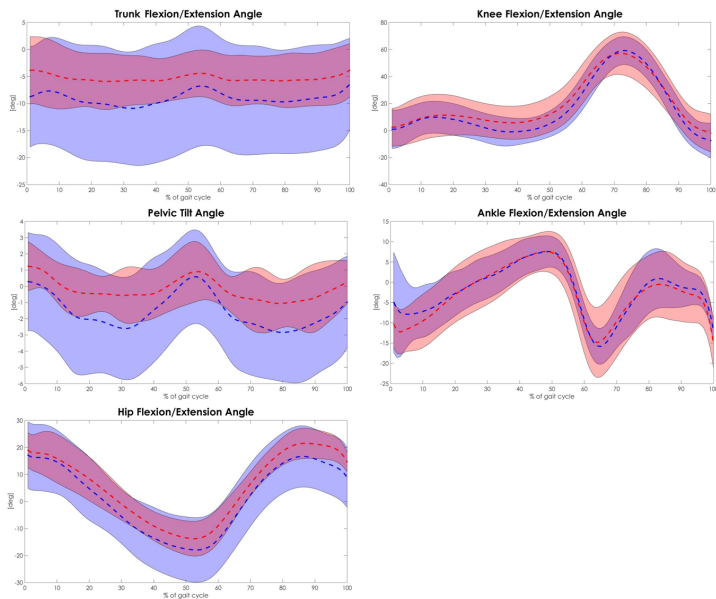 Trunk Flexion/Extension Angle
5
0
-5
-10
-15
-20
-25
[deg]
0 10 20 30 40 50 60 70 80 90 100
% of gait cycle
Knee Flexion/Extension Angle
80
60
40
20
0
-20
-40
[deg]
0 10 20 30 40 50 60 70 80 90 100
% of gait cycle
Pelvic Tilt Angle
4
3
2
1
0
-1
-2
-3
-4
-5
-6
[deg]
0 10 20 30 40 50 60 70 80 90 100
% of gait cycle
Ankle Flexion/Extension Angle
15
10
5
0
-5
-10
-15
-20
-25
[deg]
0 10 20 30 40 50 60 70 80 90 100
% of gait cycle
Hip Flexion/Extension Angle
30
20
10
0
-10
-20
-30
[deg]
0 10 20 30 40 50 60 70 80 90 100
% of gait cycle